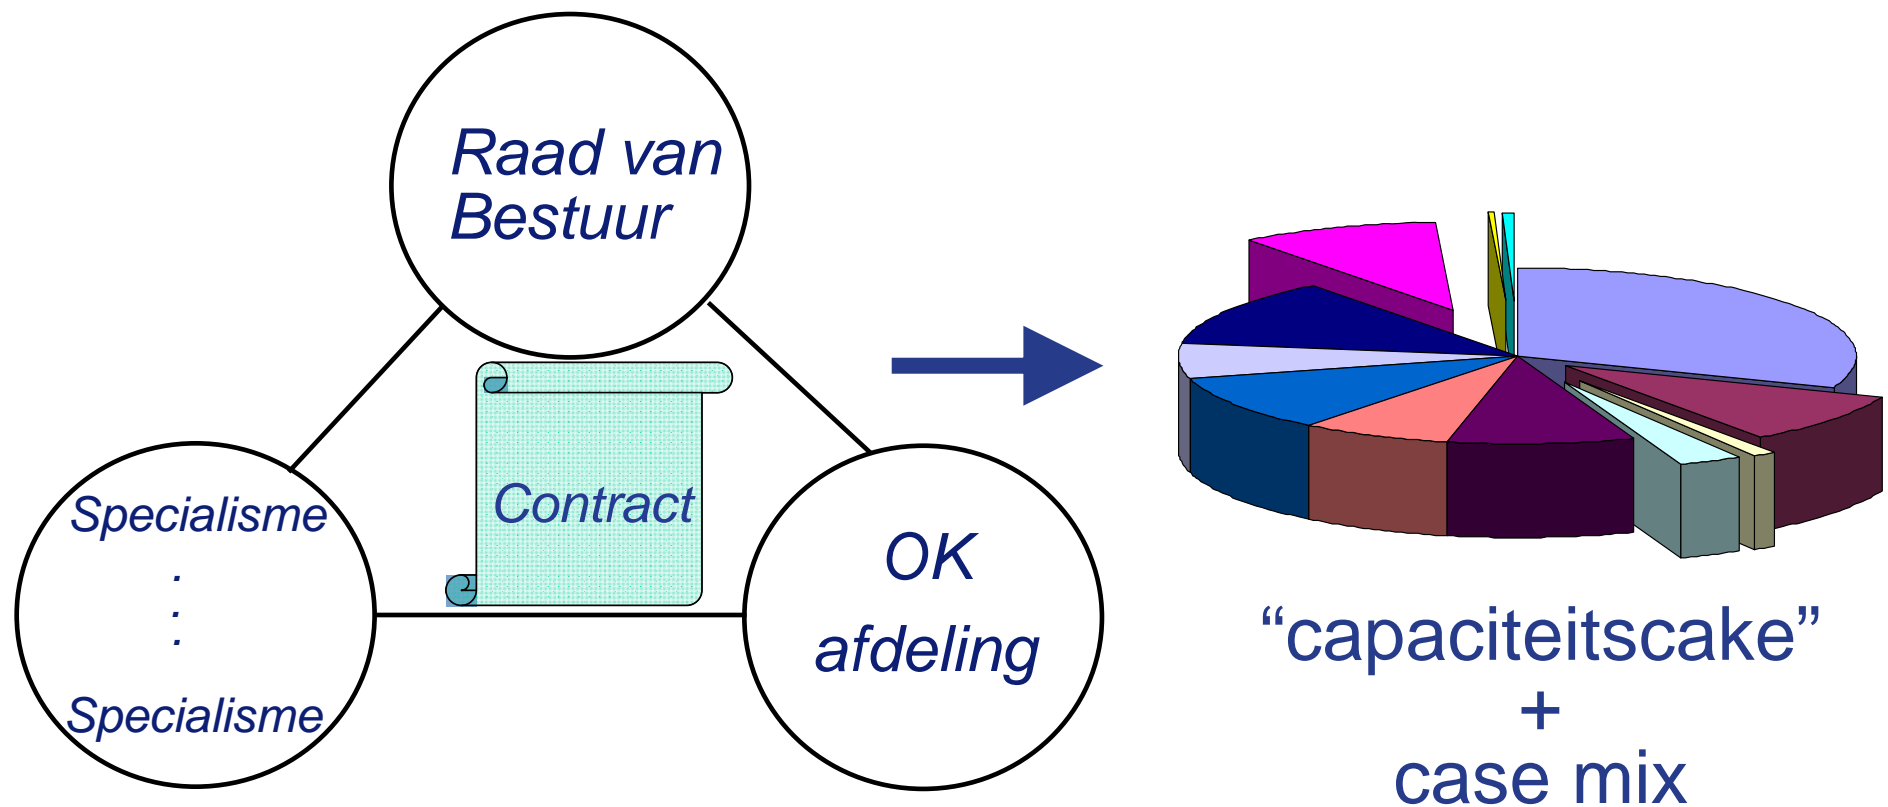 Raad van
Bestuur
Specialisme
.
.
.
Specialisme
Contract
OK
afdeling
“capaciteitscake”
+
case mix